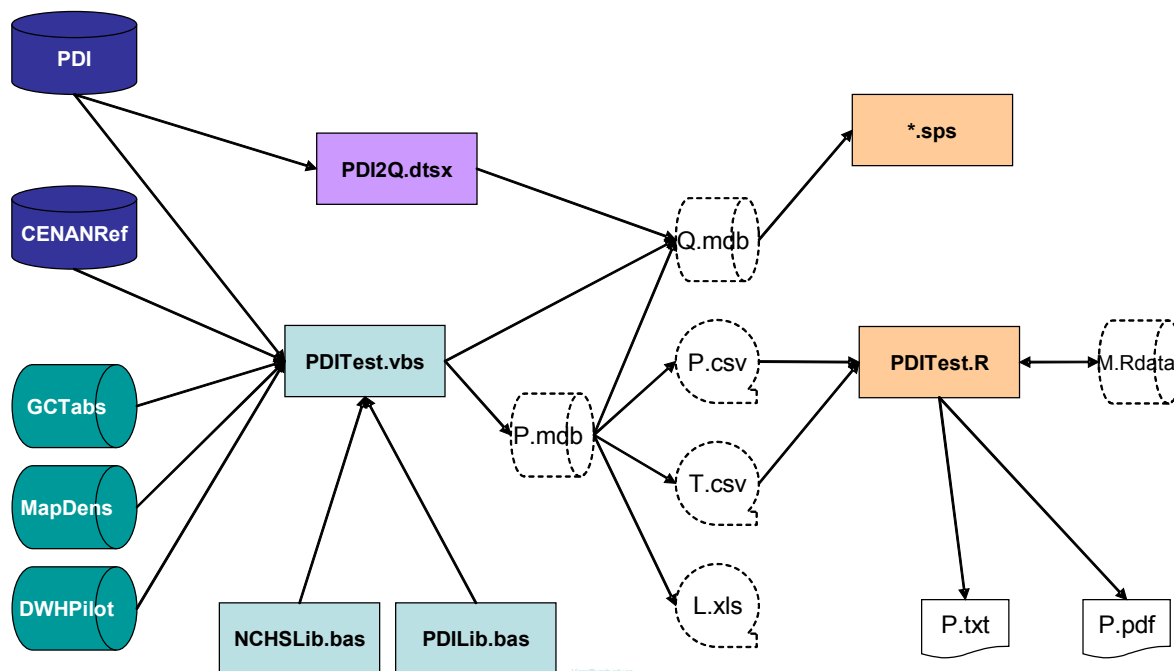 PDI
*.sps
PDI2Q.dtsx
CENANRef
Q.mdb
PDITest.vbs
P.csv
PDITest.R
M.Rdata
GCTabs
P.mdb
T.csv
MapDens
DWHPilot
L.xls
NCHSLib.bas
PDILib.bas
P.txt
P.pdf